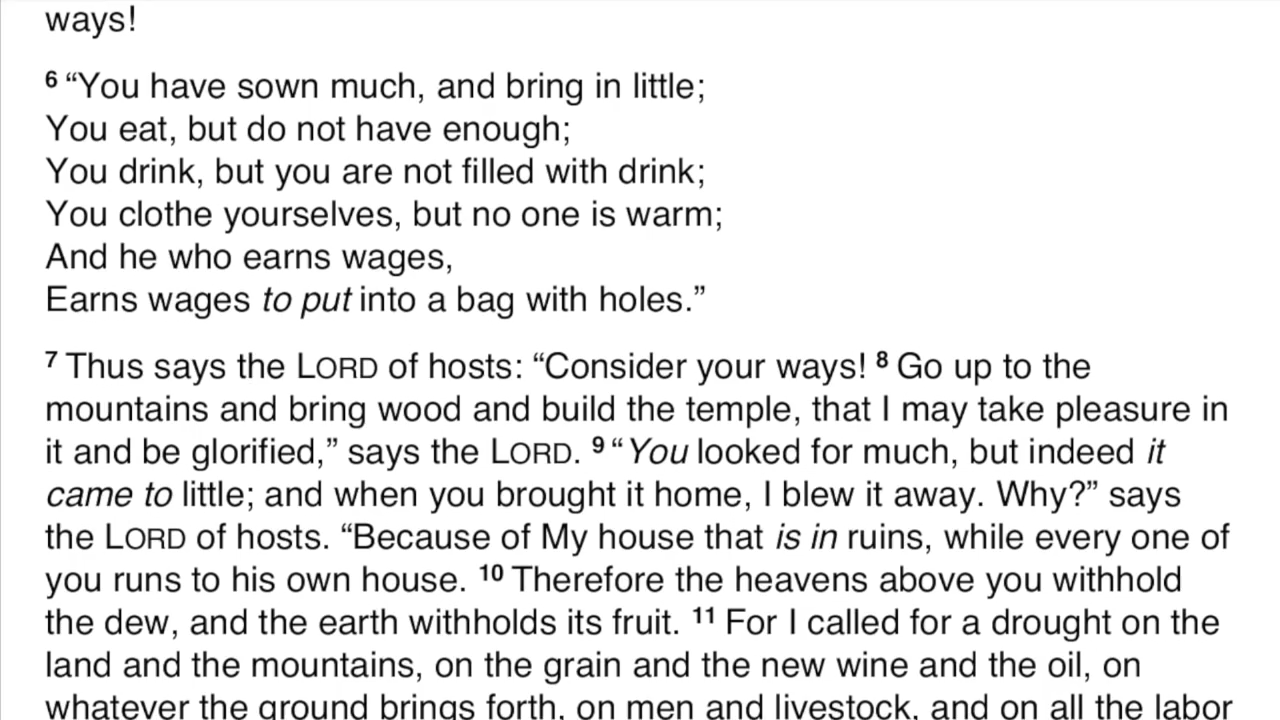 ways!
6 “You have sown much, and bring in little;
You eat, but do not have enough;
You drink, but you are not filled with drink;
You clothe yourselves, but no one is warm;
And he who earns wages,
Earns wages to put into a bag with holes.”
7 Thus says the LORD of hosts: “Consider your ways! 8 Go up to the
mountains and bring wood and build the temple, that I may take pleasure in
it and be glorified,” says the LORD. 9 “You looked for much, but indeed it
came to little; and when you brought it home, I blew it away. Why?” says
the LORD of hosts. “Because of My house that is in ruins, while every one of
you runs to his own house. 10 Therefore the heavens above you withhold
the dew, and the earth withholds its fruit. 11 For I called for a drought on the
land and the mountains, on the grain and the new wine and the oil, on
whatever the ground brings forth, on men and livestock, and on all the labor